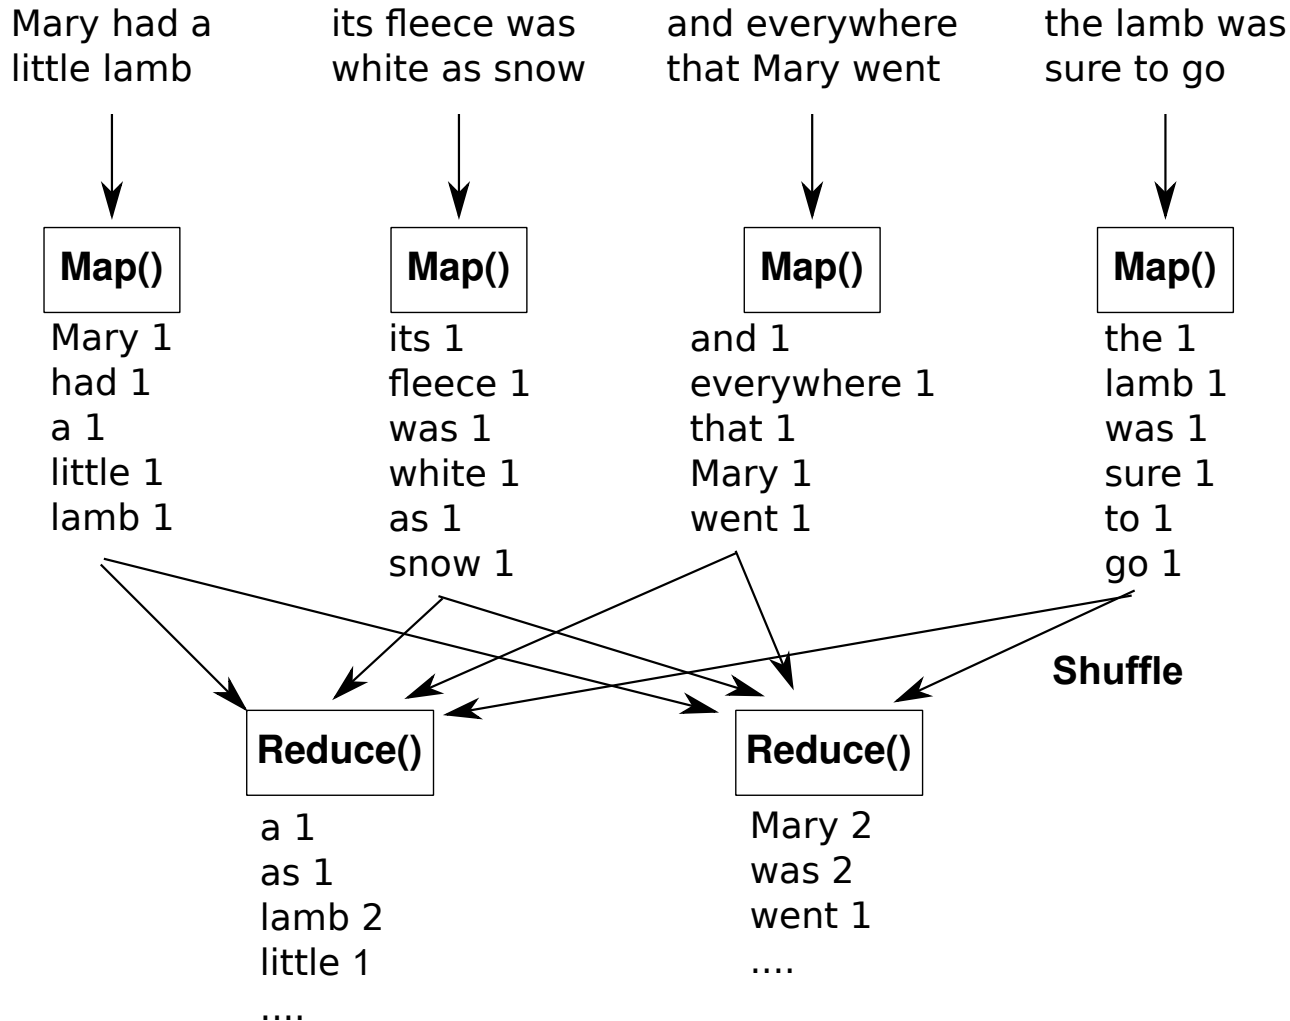 Mary had a
little lamb
its fleece was
white as snow
and everywhere
that Mary went
the lamb was
sure to go
Map()
Map()
Map()
Map()
Mary 1
had 1
a 1
little 1
lamb 1
its 1
fleece 1
was 1
white 1
as 1
snow 1
and 1
everywhere 1
that 1
Mary 1
went 1
the 1
lamb 1
was 1
sure 1
to 1
go 1
Shuffle
Reduce()
Reduce()
a 1
as 1
lamb 2
little 1
....
Mary 2
was 2
went 1
....